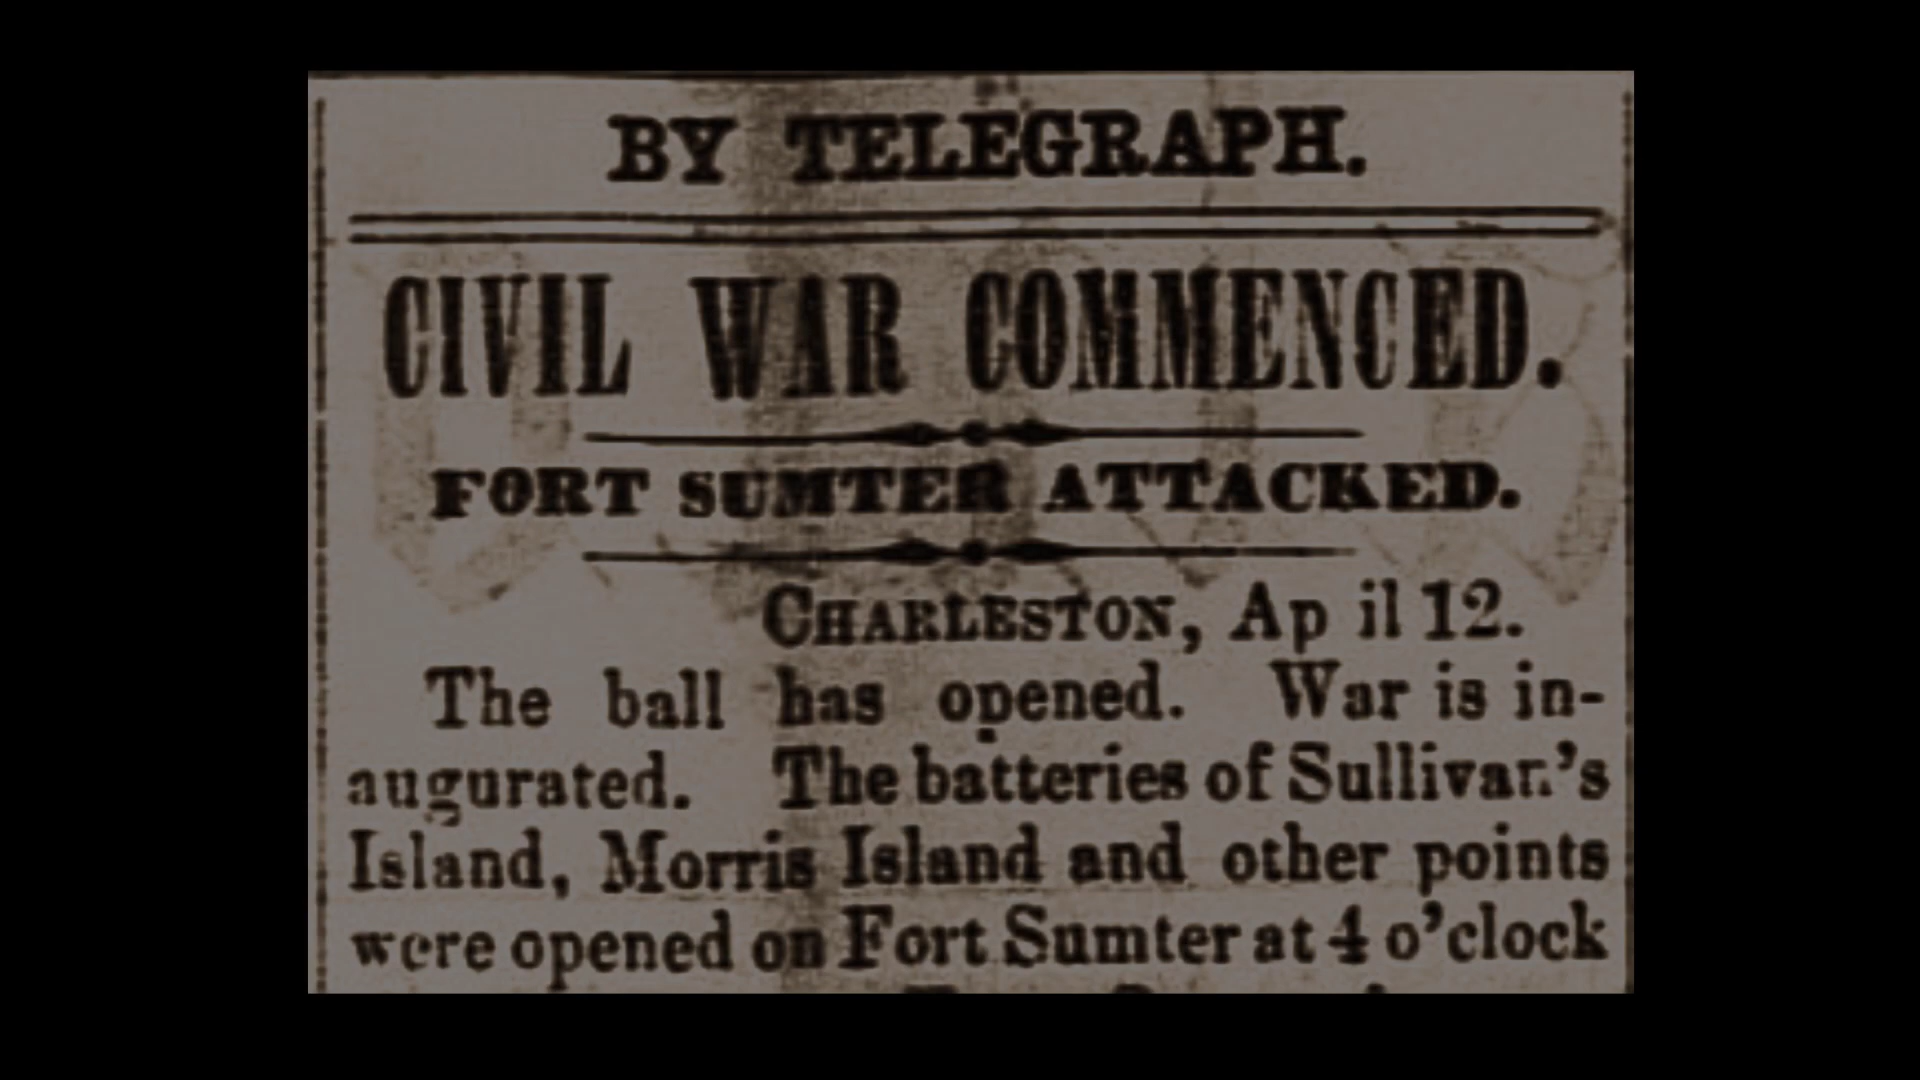 BY TELEGRAPH.
CIVIL WAR COMMENCED.
FORT SUMTER ATTACKED.
CHARLESTON, Ap il 12.
The ball has opened. War is in-
augurated. The batteries of Sullivan's
Island, Morris Island and other points
were opened on Fort Sumter at 4 o'clock